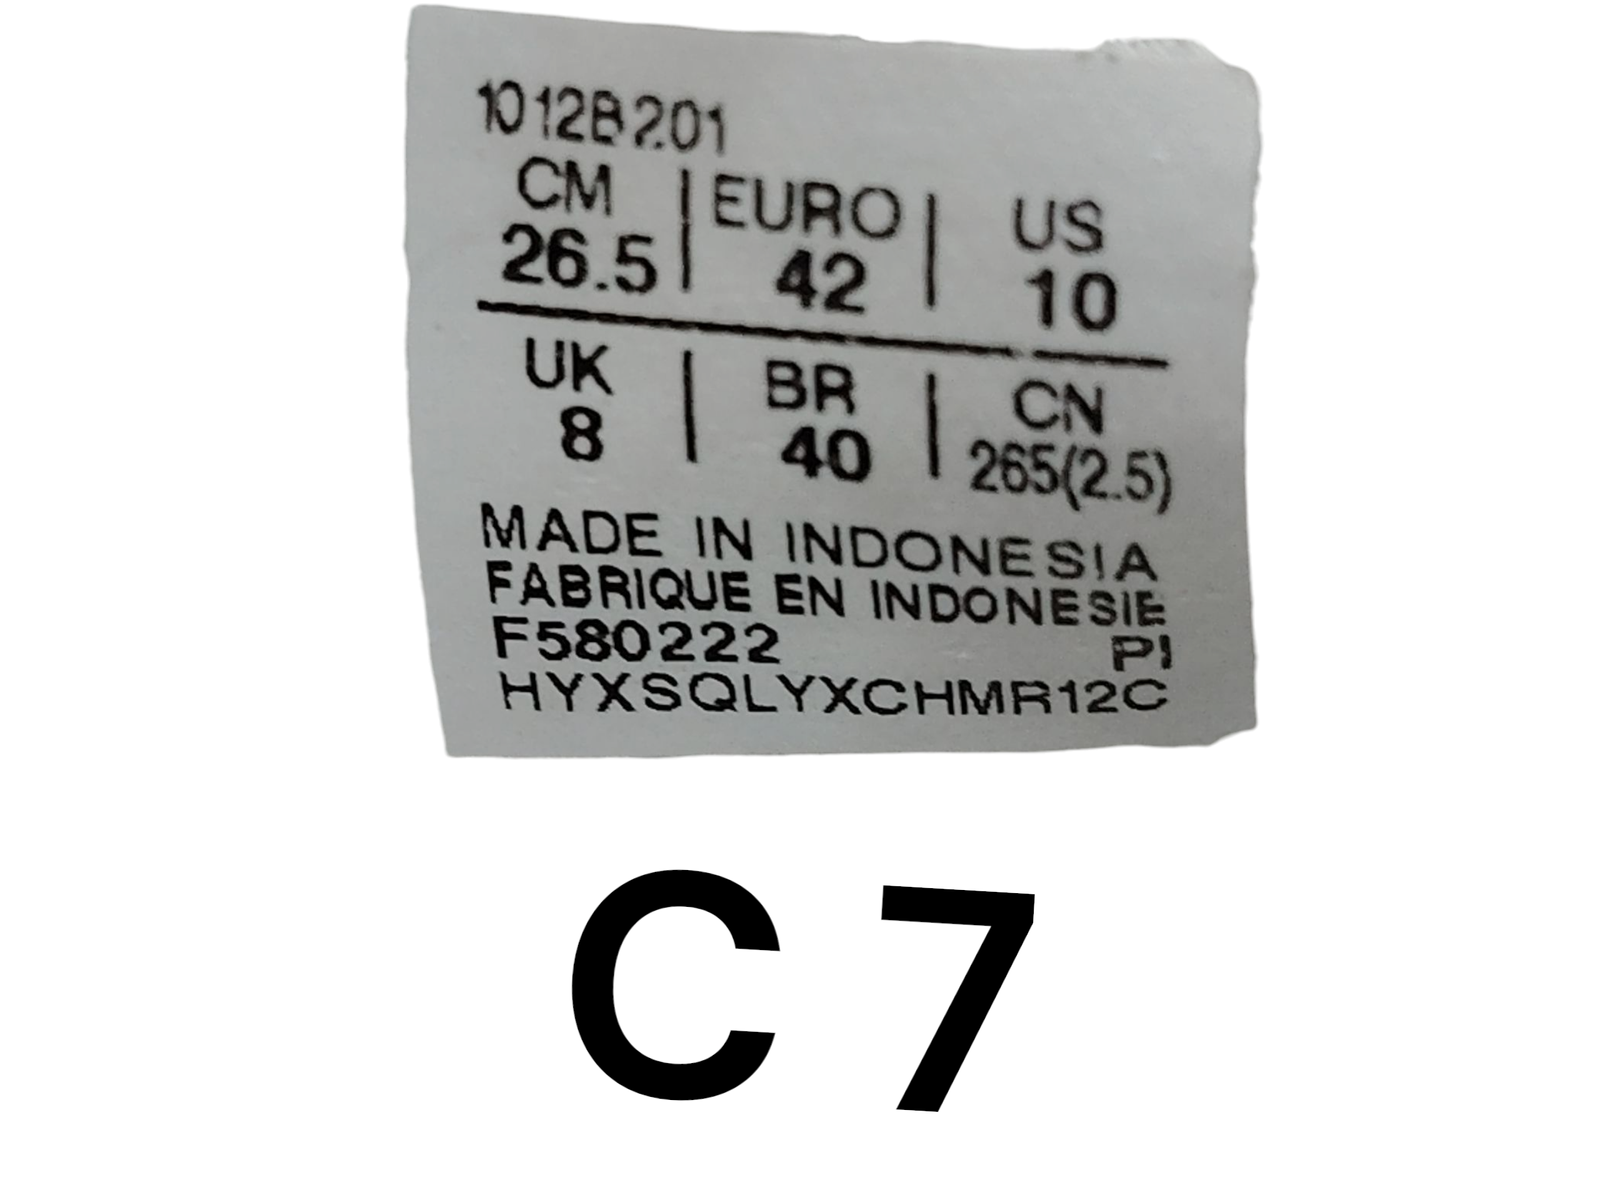 1012B201
CM | EURO | US
26.5 | 42 | 10
UK | BR | CN
8 | 40 | 265(2.5)
MADE IN INDONESIA
FABRIQUE EN INDONESIE
F580222 PI
HYXSQLYXCHMR12C
C 7